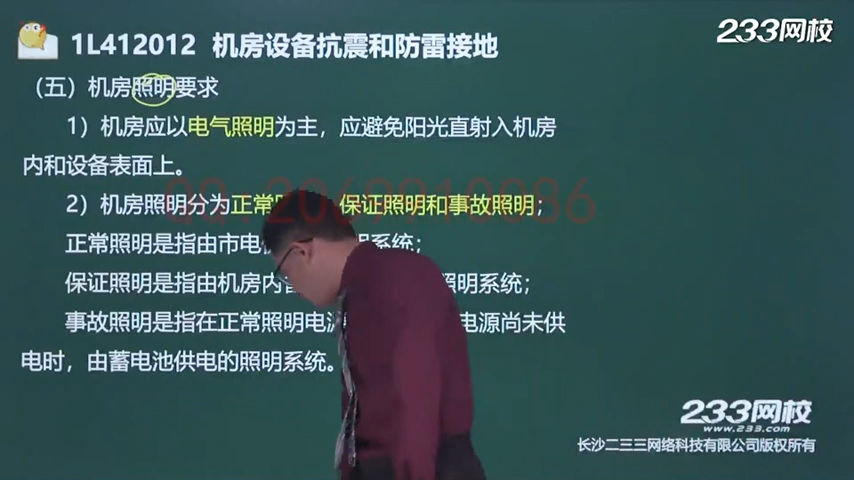 1L412012 机房设备抗震和防雷接地
233网校
（五）机房照明要求
1）机房应以电气照明为主，应避免阳光直射入机房
内和设备表面上。
2）机房照明分为正常 保证照明和事故照明；
正常照明是指由市电 明系统；
保证照明是指由机房内 照明系统；
事故照明是指在正常照明电源 电源尚未供
电时，由蓄电池供电的照明系统。
233网校
www.233.com
长沙二三三网络科技有限公司版权所有